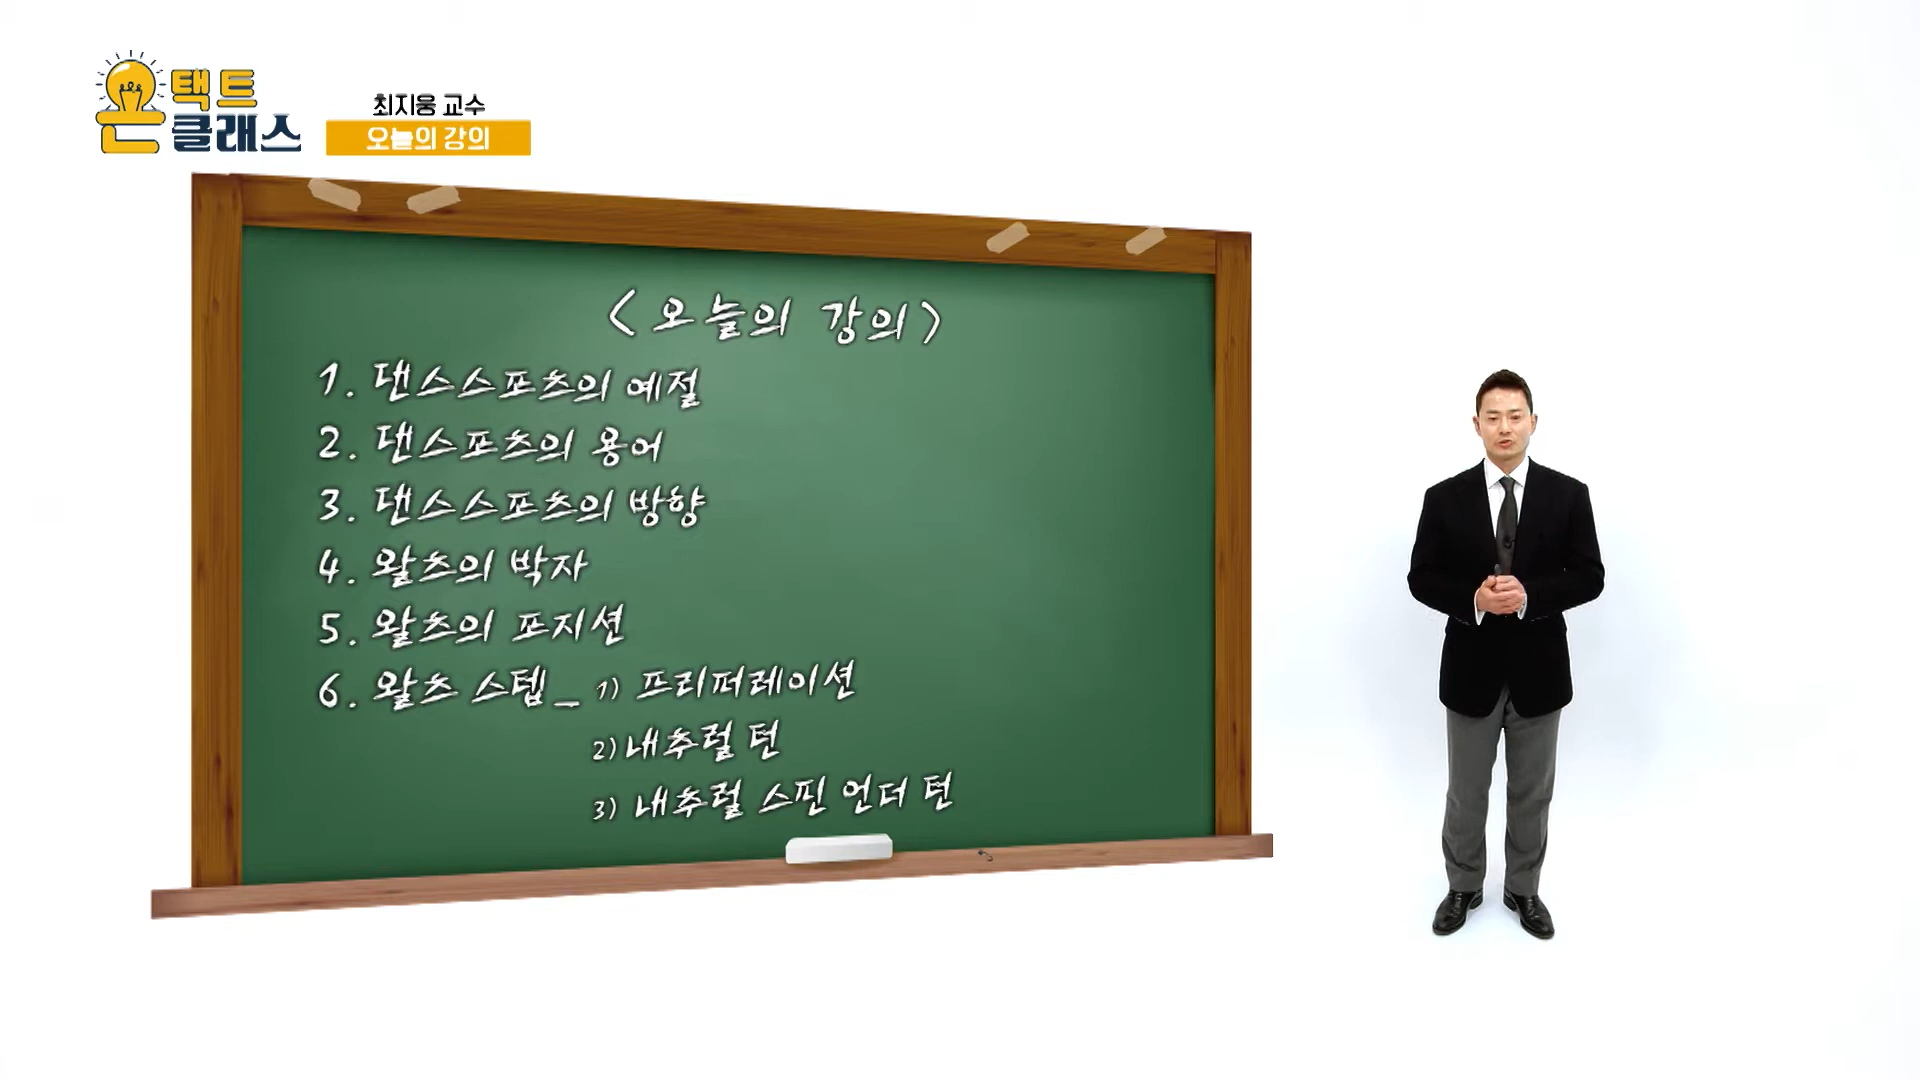 온택트
클래스
최지웅 교수
오늘의 강의
<오늘의 강의>
1. 댄스스포츠의 예절
2. 댄스포츠의 용어
3. 댄스스포츠의 방향
4. 왈츠의 박자
5. 왈츠의 포지션
6. 왈츠 스텝_ 1) 프리퍼레이션
2) 내추럴 턴
3) 내추럴 스핀 언더 턴